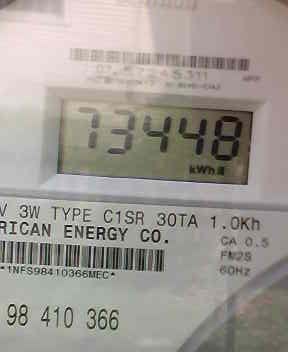 73448
kWh
V 3W TYPE C1SR 30TA 1.0Kh
RICAN ENERGY CO.
CA 0.5
FM2S
60Hz
*1NFS98410366MEC*
98 410 366